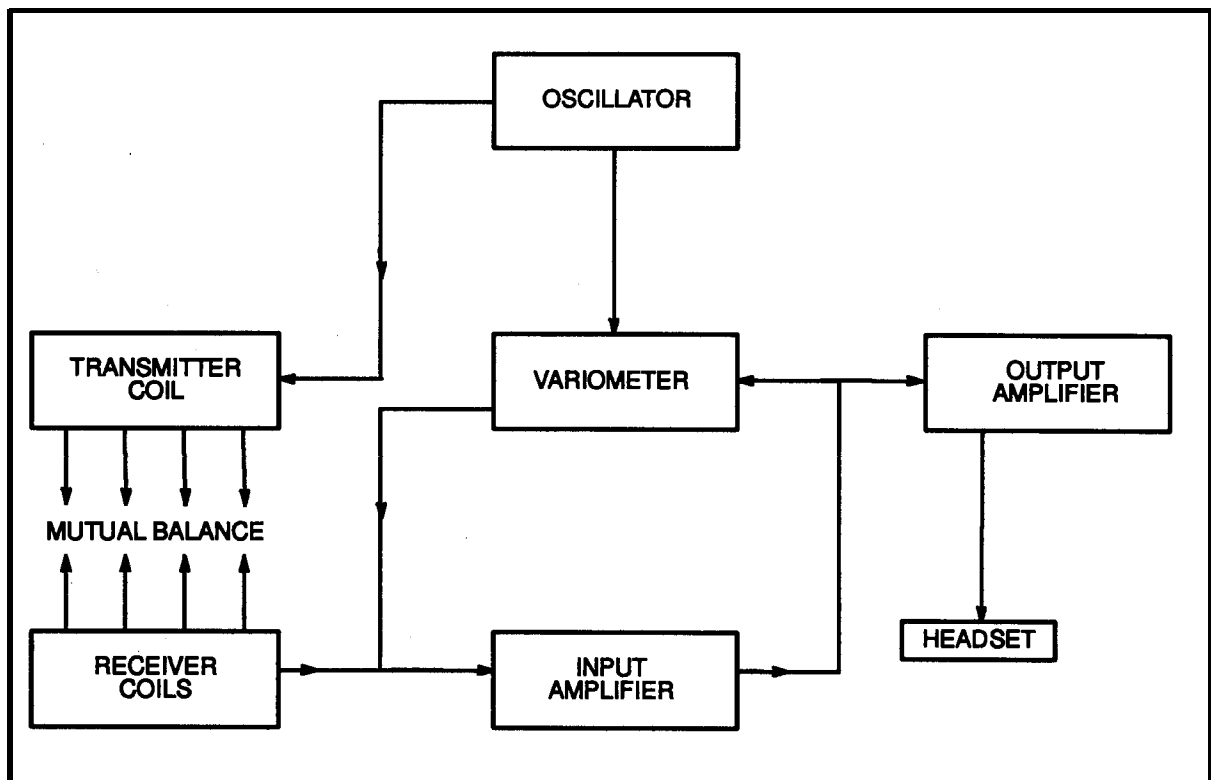 OSCILLATOR
TRANSMITTER
COIL
VARIOMETER
OUTPUT
AMPLIFIER
MUTUAL BALANCE
HEADSET
RECEIVER
COILS
INPUT
AMPLIFIER